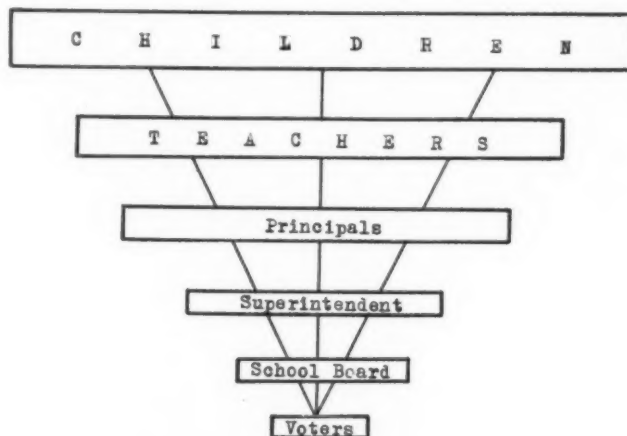 C H I L D R E N
T E A C H E R S
Principals
Superintendent
School Board
Voters